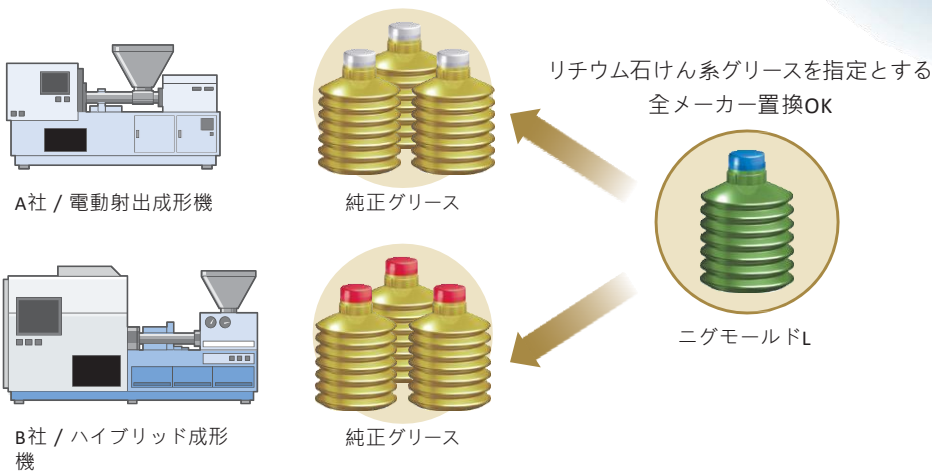 リチウム石けん系グリースを指定とする
全メーカー置換OK
A社 / 電動射出成形機
純正グリース
ニグモールドL
B社 / ハイブリッド成形
機
純正グリース